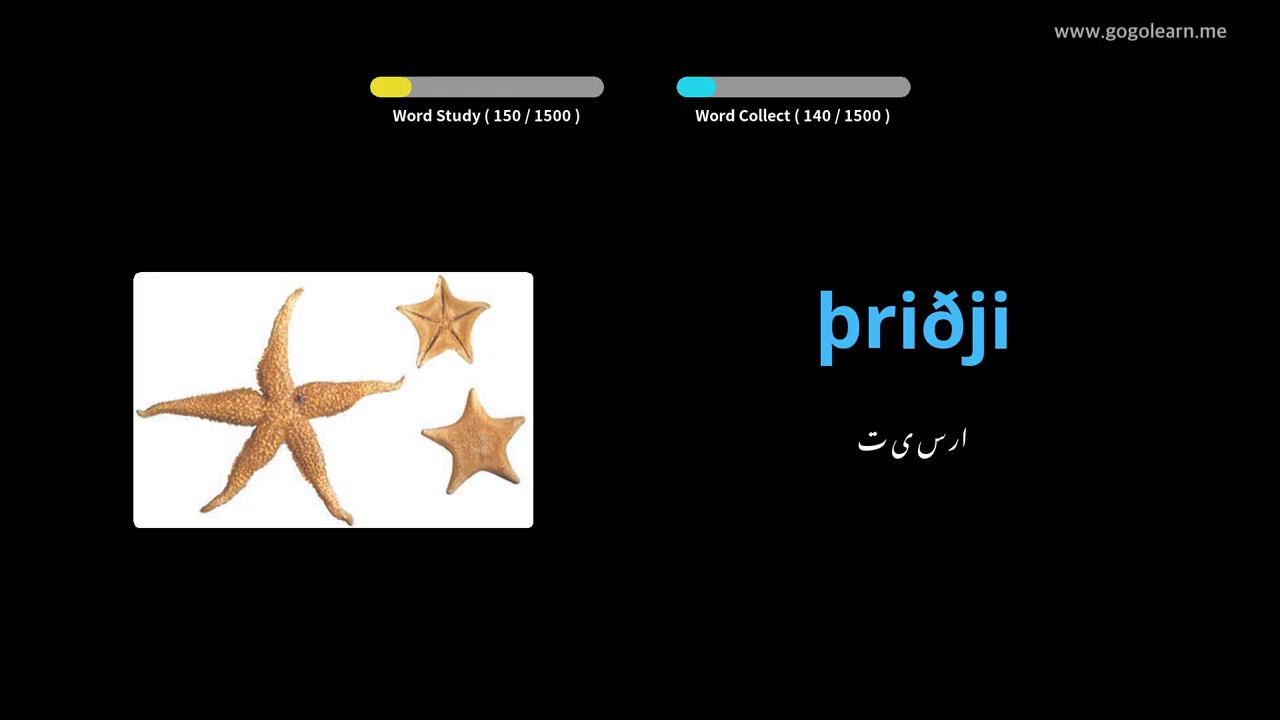 www.gogolearn.me
Word Study ( 150 / 1500 )
Word Collect ( 140 / 1500 )
þriðji
ا ر س ی ت